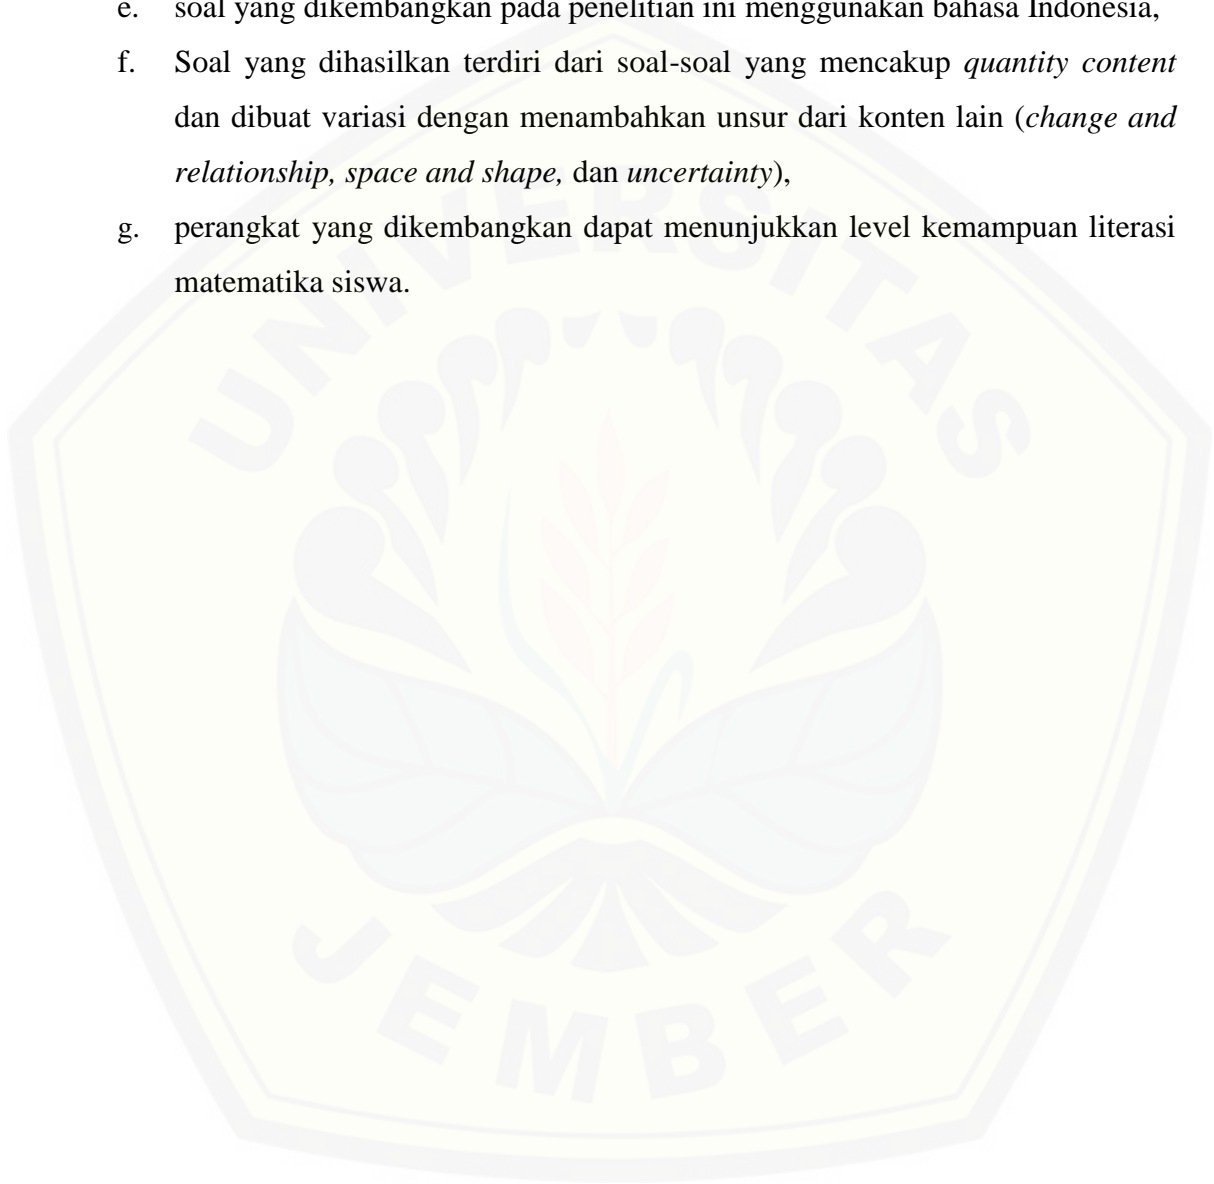 e. soal yang dikembangkan pada penelitian ini menggunakan bahasa Indonesia,
f. Soal yang dihasilkan terdiri dari soal-soal yang mencakup quantity content
dan dibuat variasi dengan menambahkan unsur dari konten lain (change and
relationship, space and shape, dan uncertainty),
g. perangkat yang dikembangkan dapat menunjukkan level kemampuan literasi
matematika siswa.
UNIVERSITAS
JEMBER